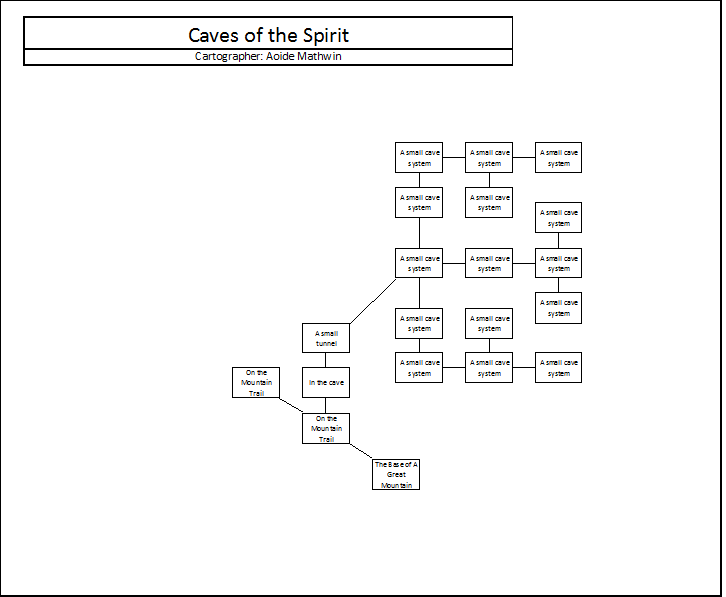 Caves of the Spirit
Cartographer: Aoide Mathwin
A small cave
system
A small cave
system
A small cave
system
A small cave
system
A small cave
system
A small cave
system
A small cave
system
A small cave
system
A small cave
system
A small cave
system
A small cave
system
A small cave
system
A small
tunnel
A small cave
system
A small cave
system
A small cave
system
On the
Mountain
Trail
In the cave
On the
Mountain
Trail
The Base of A
Great
Mountain